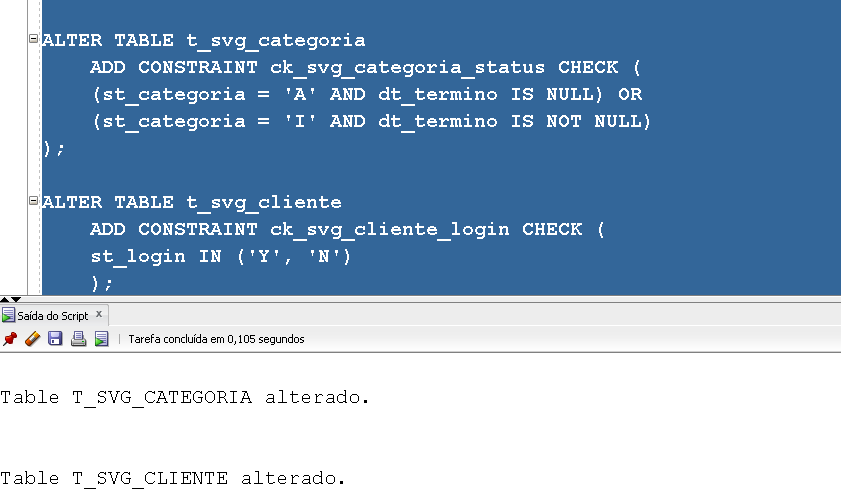 ALTER TABLE t_svg_categoria
    ADD CONSTRAINT ck_svg_categoria_status CHECK (
    (st_categoria = 'A' AND dt_termino IS NULL) OR
    (st_categoria = 'I' AND dt_termino IS NOT NULL)
);
ALTER TABLE t_svg_cliente
    ADD CONSTRAINT ck_svg_cliente_login CHECK (
    st_login IN ('Y', 'N')
    );
Saída do Script x
Tarefa concluída em 0,105 segundos
Table T_SVG_CATEGORIA alterado.
Table T_SVG_CLIENTE alterado.